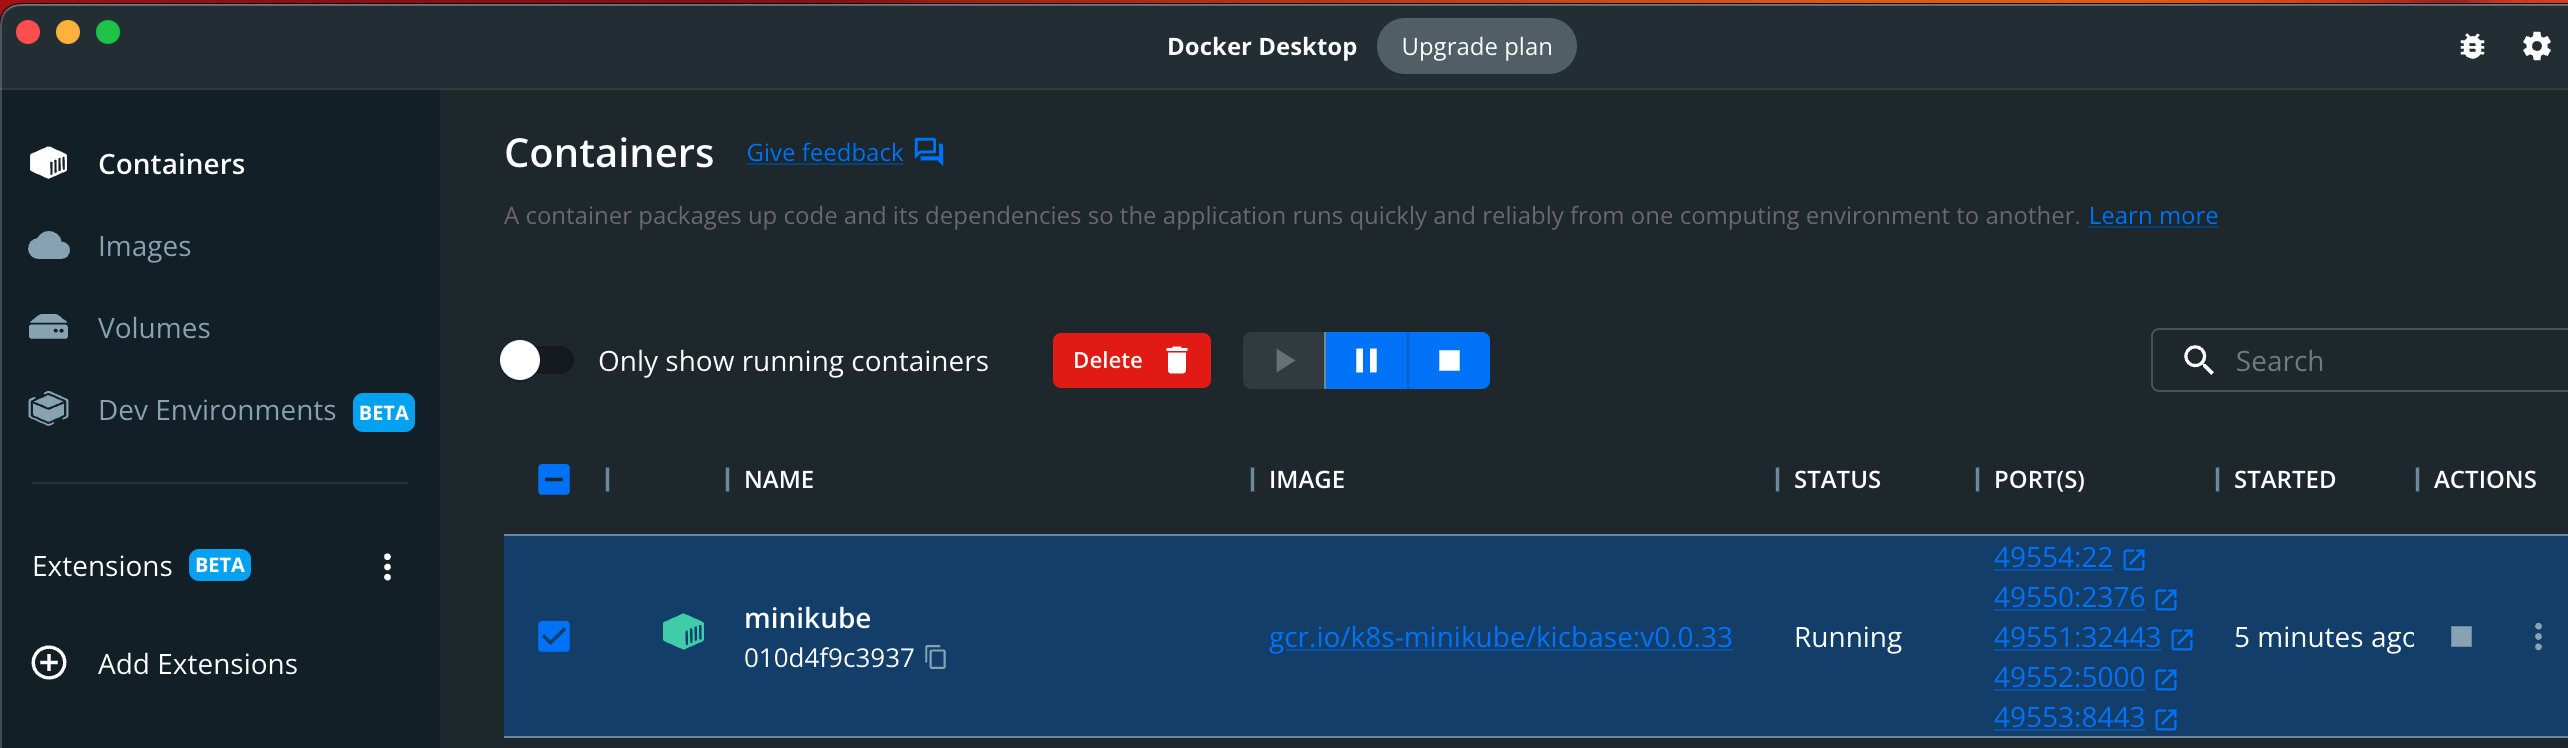 Docker Desktop Upgrade plan
Containers
Images
Volumes
Dev Environments BETA
Extensions BETA
Add Extensions
Containers Give feedback
A container packages up code and its dependencies so the application runs quickly and reliably from one computing environment to another. Learn more
Only show running containers Delete Search
NAME IMAGE STATUS PORT(S) STARTED ACTIONS
minikube
010d4f9c3937
gcr.io/k8s-minikube/kicbase:v0.0.33
Running
49554:22
49550:2376
49551:32443
49552:5000
49553:8443
5 minutes ago